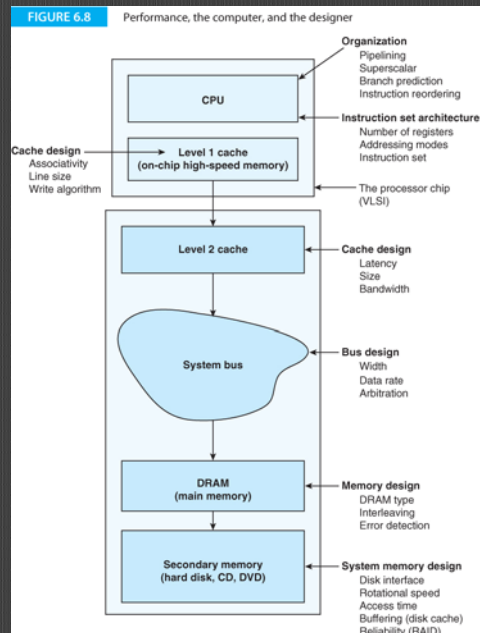 FIGURE 6.8 Performance, the computer, and the designer
Organization
Pipelining
Superscalar
Branch prediction
Instruction reordering
CPU
Instruction set architecture
Number of registers
Addressing modes
Instruction set
Cache design
Associativity
Line size
Write algorithm
Level 1 cache
(on-chip high-speed memory)
The processor chip
(VLSI)
Level 2 cache
Cache design
Latency
Size
Bandwidth
System bus
Bus design
Width
Data rate
Arbitration
DRAM
(main memory)
Memory design
DRAM type
Interleaving
Error detection
Secondary memory
(hard disk, CD, DVD)
System memory design
Disk interface
Rotational speed
Access time
Buffering (disk cache)
Reliability (RAID)